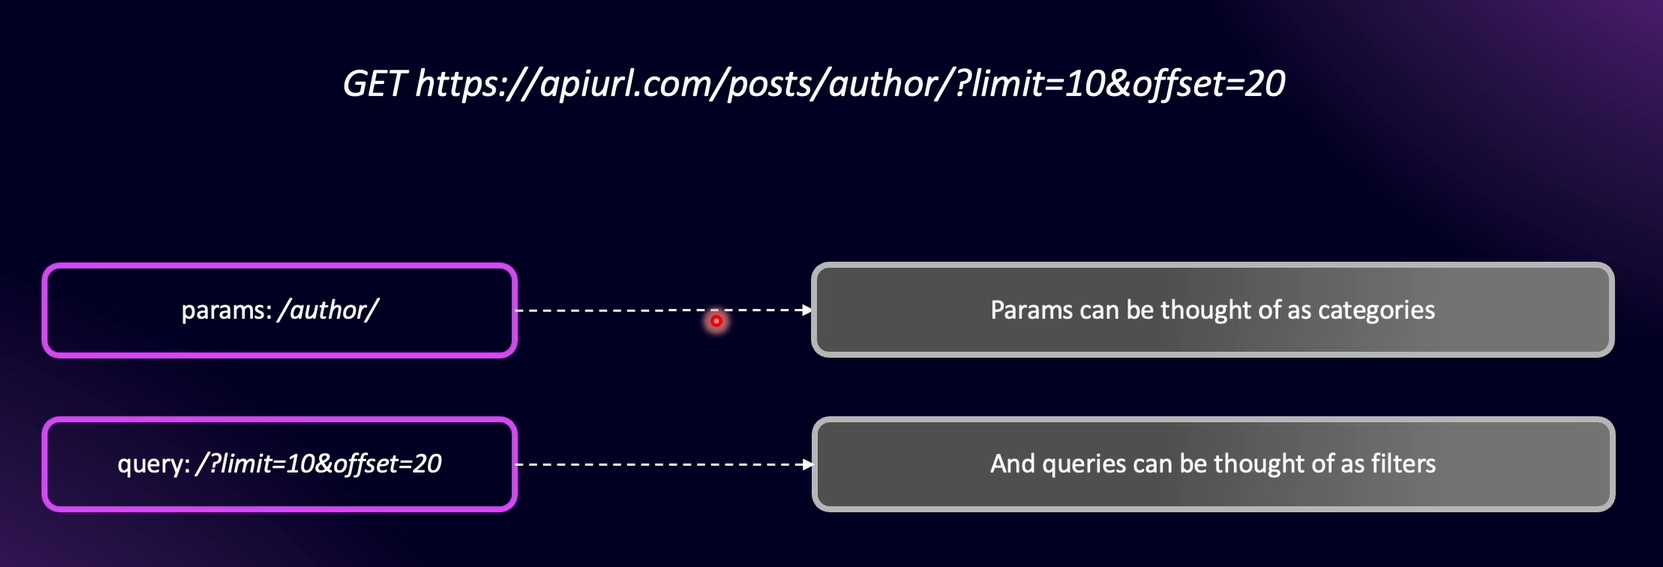 GET https://apiurl.com/posts/author/?limit=10&offset=20
params: /author/
Params can be thought of as categories
query: /?limit=10&offset=20
And queries can be thought of as filters